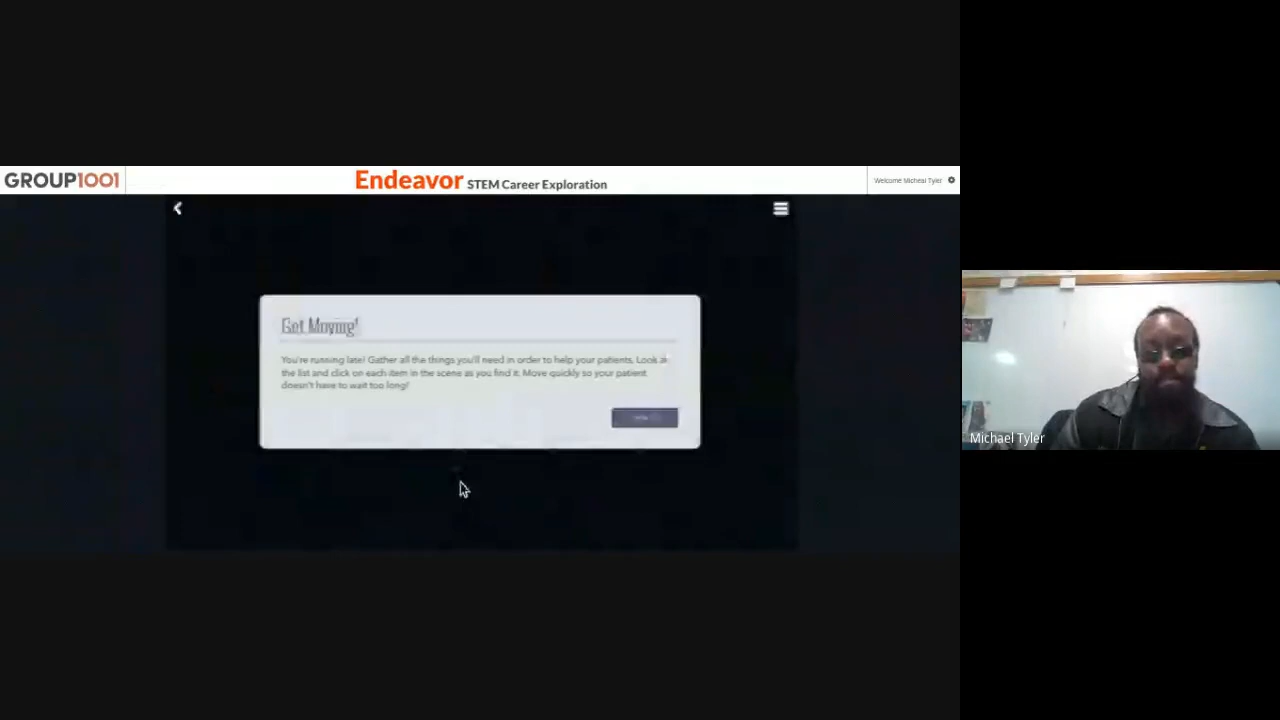 GROUP1001
Endeavor STEM Career Exploration
Welcome Micheal Tyler
Get Moving!
You're running late! Gather all the things you'll need in order to help your patients. Look at
the list and click on each item in the scene as you find it. Move quickly so your patient
doesn't have to wait too long!
Michael Tyler